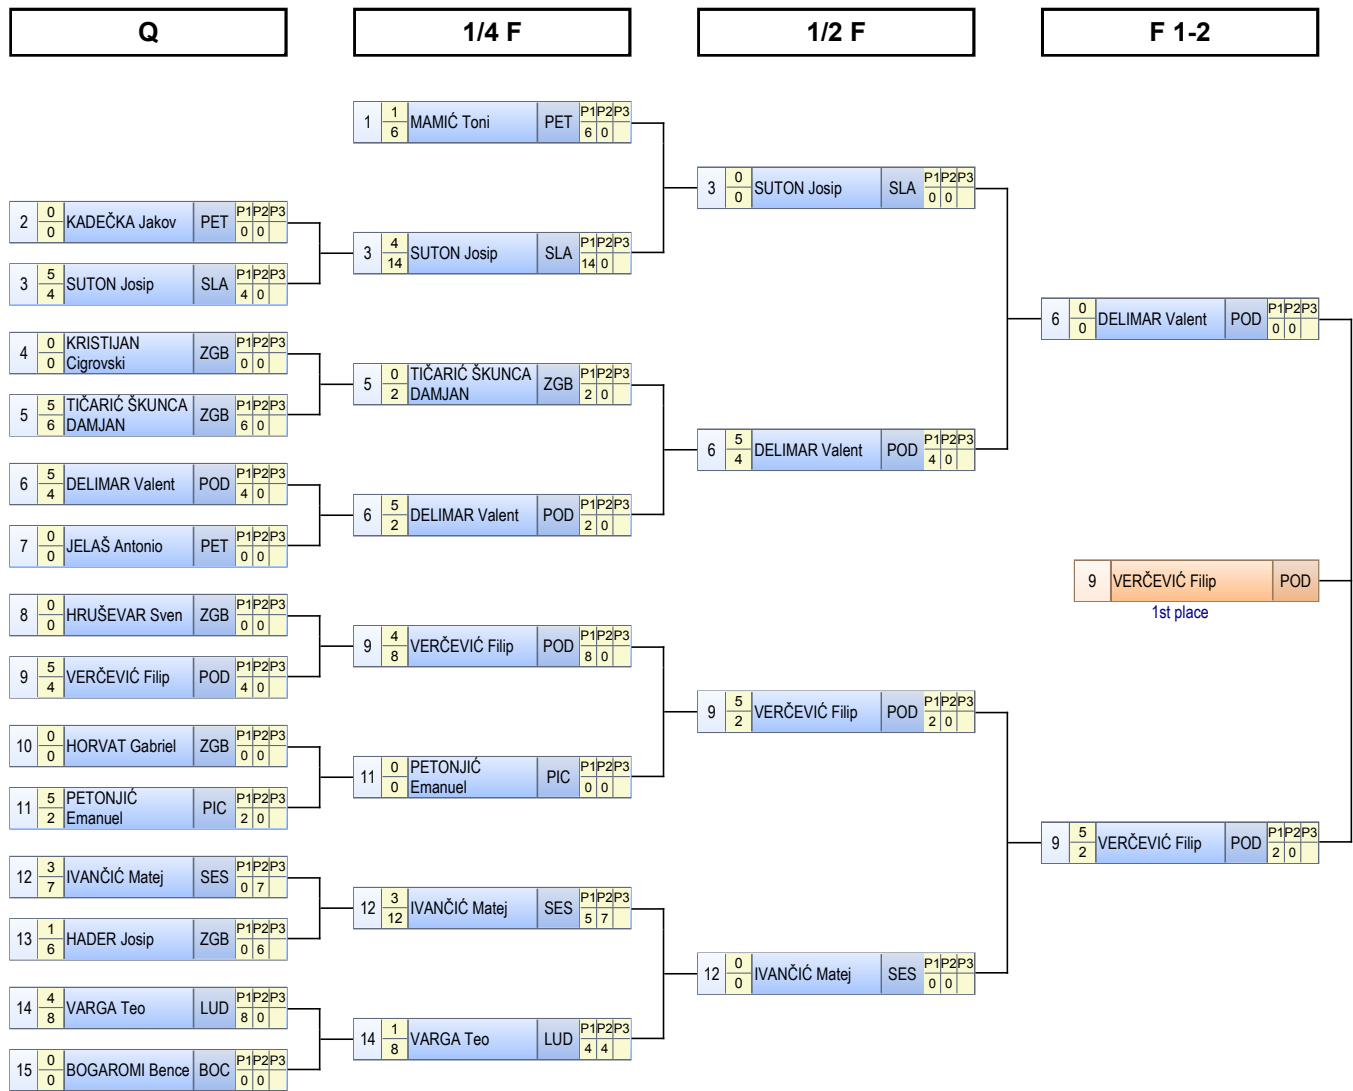 Q
1/4 F
1/2 F
F 1-2
1 1 MAMIĆ Toni PET P1 P2 P3
6 6 0
3 0 SUTON Josip SLA P1 P2 P3
0 0 0
2 0 KADEČKA Jakov PET P1 P2 P3
0 0 0
3 4 SUTON Josip SLA P1 P2 P3
14 14 0
3 5 SUTON Josip SLA P1 P2 P3
4 4 0
6 0 DELIMAR Valent POD P1 P2 P3
0 0 0
4 0 KRISTIJAN ZGB P1 P2 P3
0 Cigrovski 0 0
5 0 TIČARIĆ ŠKUNCA ZGB P1 P2 P3
2 DAMJAN 2 0
5 5 TIČARIĆ ŠKUNCA ZGB P1 P2 P3
6 DAMJAN 6 0
6 5 DELIMAR Valent POD P1 P2 P3
4 4 0
6 5 DELIMAR Valent POD P1 P2 P3
4 4 0
6 5 DELIMAR Valent POD P1 P2 P3
2 2 0
7 0 JELAŠ Antonio PET P1 P2 P3
0 0 0
9 VERČEVIĆ Filip POD
1st place
8 0 HRUŠEVAR Sven ZGB P1 P2 P3
0 0 0
9 4 VERČEVIĆ Filip POD P1 P2 P3
8 8 0
9 5 VERČEVIĆ Filip POD P1 P2 P3
4 4 0
9 5 VERČEVIĆ Filip POD P1 P2 P3
2 2 0
10 0 HORVAT Gabriel ZGB P1 P2 P3
0 0 0
11 0 PETONJIĆ PIC P1 P2 P3
0 Emanuel 0 0
11 5 PETONJIĆ PIC P1 P2 P3
2 Emanuel 2 0
9 5 VERČEVIĆ Filip POD P1 P2 P3
2 2 0
12 3 IVANČIĆ Matej SES P1 P2 P3
7 0 7
12 3 IVANČIĆ Matej SES P1 P2 P3
12 5 7
13 1 HADER Josip ZGB P1 P2 P3
6 0 6
12 0 IVANČIĆ Matej SES P1 P2 P3
0 0 0
14 4 VARGA Teo LUD P1 P2 P3
8 8 0
14 1 VARGA Teo LUD P1 P2 P3
8 4 4
15 0 BOGAROMI Bence BOC P1 P2 P3
0 0 0